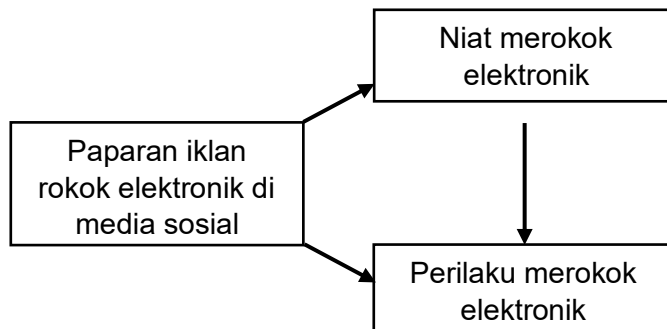 Niat merokok
elektronik
Paparan iklan
rokok elektronik di
media sosial
Perilaku merokok
elektronik